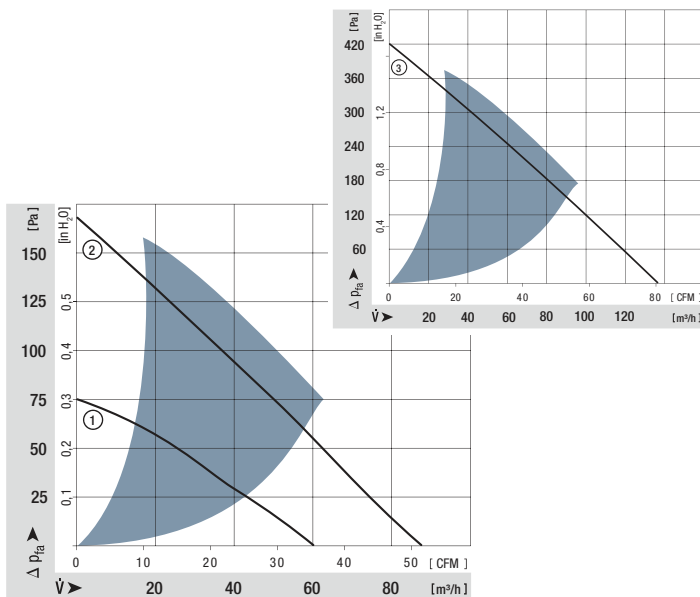 [Pa]
[in H2O]
420
360
300
240
180
120
60
1,2
0,8
0,4
3
Δ pfa
0 20 40 60 80 [ CFM
V̇ 20 40 60 80 100 120 [m³/h]
[Pa]
[in H2O]
150
125
100
75
50
25
0,5
0,4
0,3
0,2
0,1
2
1
Δ pfa
0 10 20 30 40 50 [ CFM]
V̇ 20 40 60 80 [m³/h]